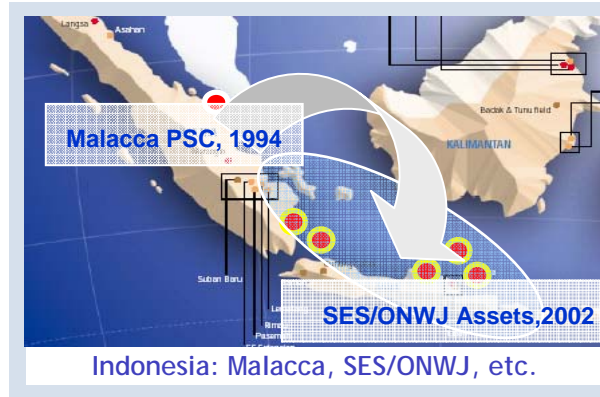 Langsa
Asahan
Malacca PSC, 1994
Badak & Tunu field
KALIMANTAN
Suban Baru
SES/ONWJ Assets,2002
Indonesia: Malacca, SES/ONWJ, etc.